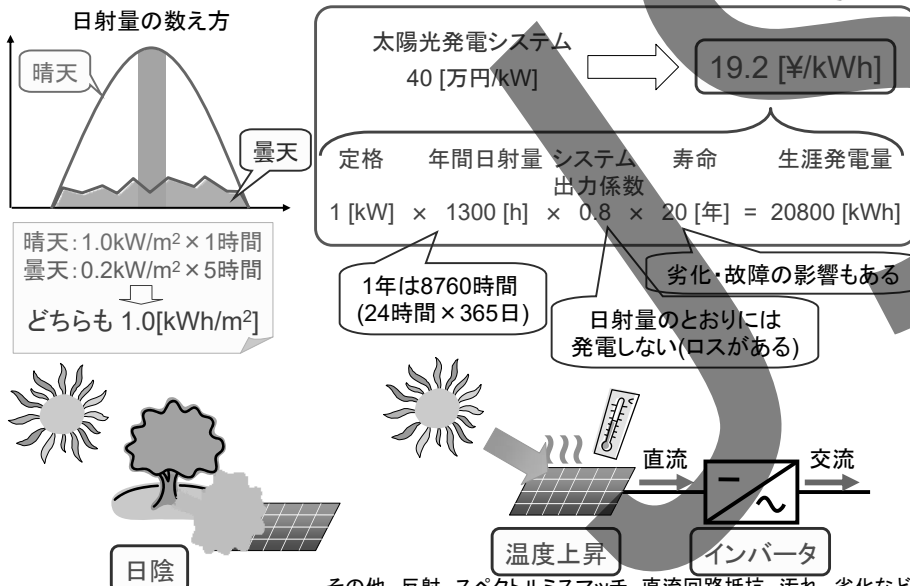 日射量の数え方
晴天
曇天
晴天:1.0kW/m²×1時間
曇天:0.2kW/m²×5時間
どちらも 1.0[kWh/m²]
太陽光発電システム
40 [万円/kW]
19.2 [¥/kWh]
定格 年間日射量 システム出力係数 寿命 生涯発電量
1 [kW] × 1300 [h] × 0.8 × 20 [年] = 20800 [kWh]
1年は8760時間
(24時間×365日)
日射量のとおりには
発電しない(ロスがある)
劣化・故障の影響もある
直流
交流
日陰
温度上昇
インバータ
その他 反射、スペクトルミスマッチ、直流回路抵抗、汚れ、劣化など